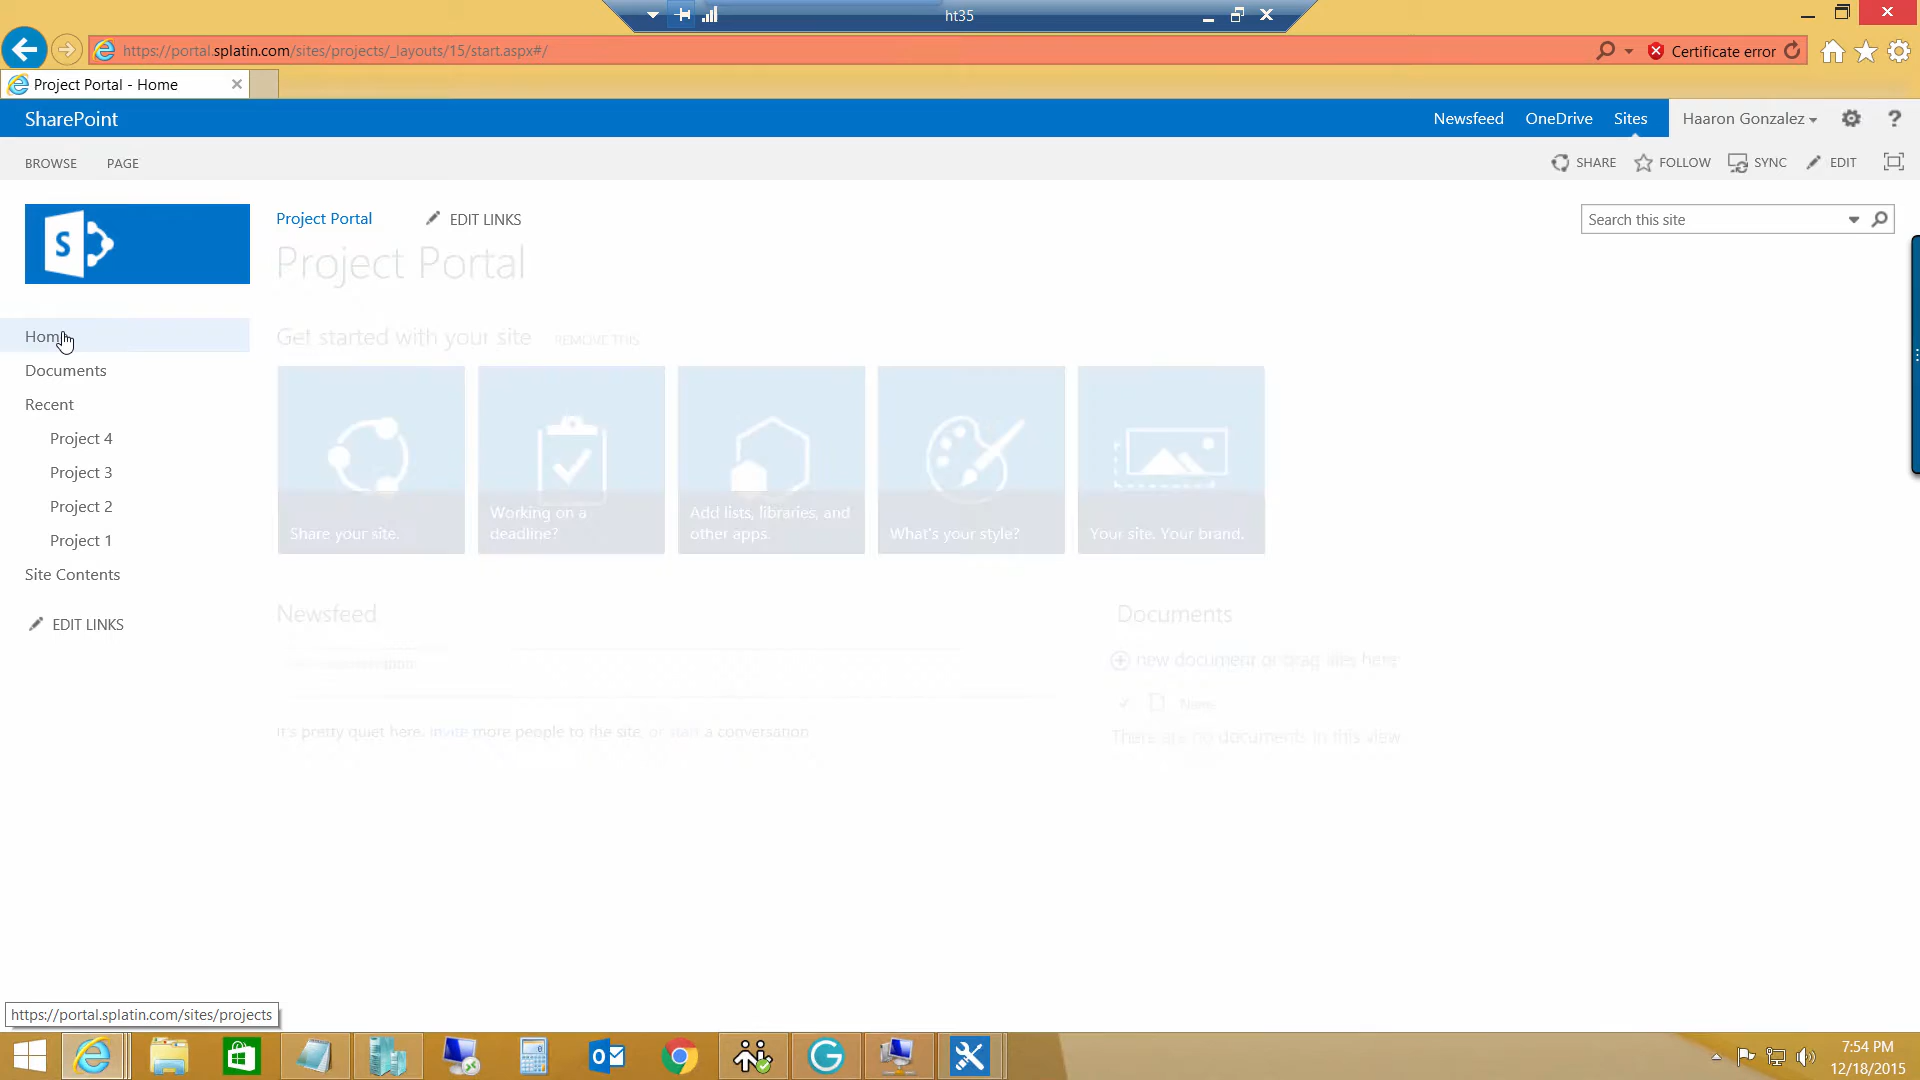 ht35
https://portal.splatin.com/sites/projects/_layouts/15/start.aspx#/
Certificate error
Project Portal - Home
SharePoint
Newsfeed
OneDrive
Sites
Haaron Gonzalez
?
BROWSE
PAGE
SHARE
FOLLOW
SYNC
EDIT
S
Project Portal
EDIT LINKS
Search this site
Project Portal
Home
Documents
Recent
Project 4
Project 3
Project 2
Project 1
Site Contents
EDIT LINKS
Get started with your site
REMOVE THIS
Share your site.
Working on a
deadline?
Add lists, libraries, and
other apps.
What's your style?
Your site. Your brand.
Newsfeed
It's pretty quiet here. Invite more people to the site, or start a conversation
Documents
new document or drag files here
Name
There are no documents in this view
https://portal.splatin.com/sites/projects
7:54 PM
12/18/2015